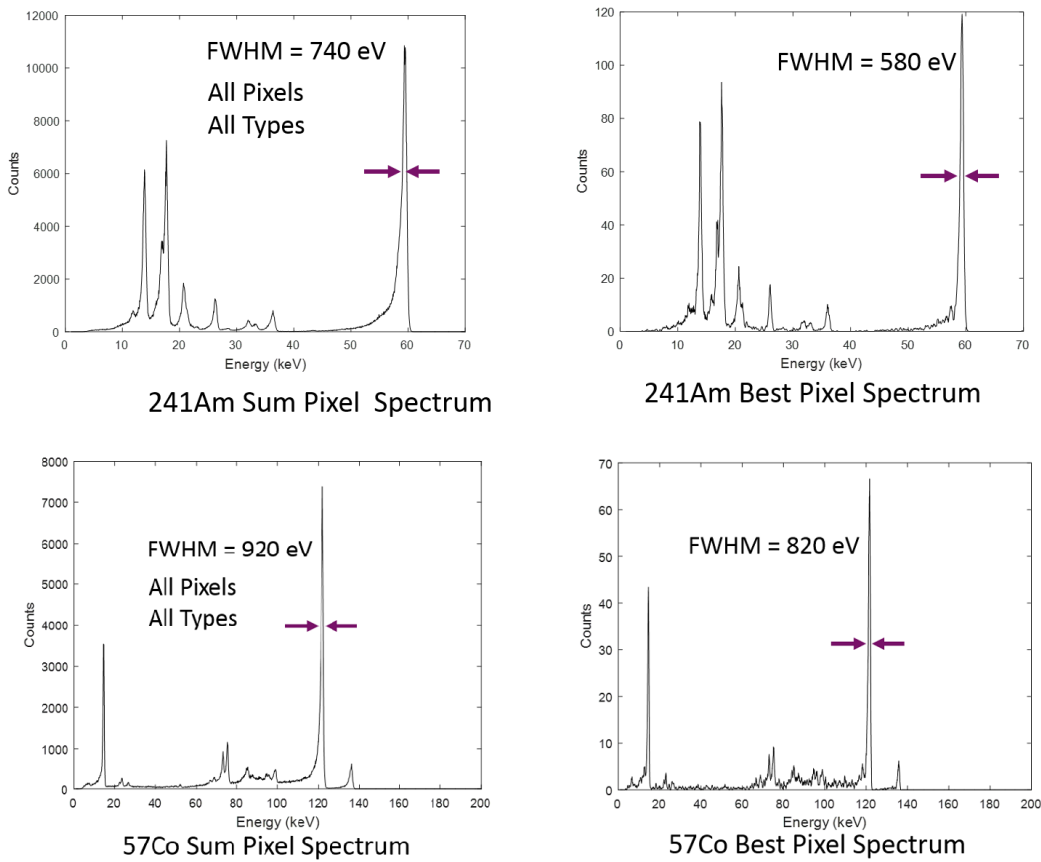 12000
10000
8000
6000
4000
2000
0
Counts
FWHM = 740 eV
All Pixels
All Types
0 10 20 30 40 50 60 70
Energy (keV)
241Am Sum Pixel Spectrum
120
100
80
60
40
20
0
Counts
FWHM = 580 eV
0 10 20 30 40 50 60 70
Energy (keV)
241Am Best Pixel Spectrum
8000
7000
6000
5000
4000
3000
2000
1000
0
Counts
FWHM = 920 eV
All Pixels
All Types
0 20 40 60 80 100 120 140 160 180 200
Energy (keV)
57Co Sum Pixel Spectrum
70
60
50
40
30
20
10
0
Counts
FWHM = 820 eV
0 20 40 60 80 100 120 140 160 180 200
Energy (keV)
57Co Best Pixel Spectrum